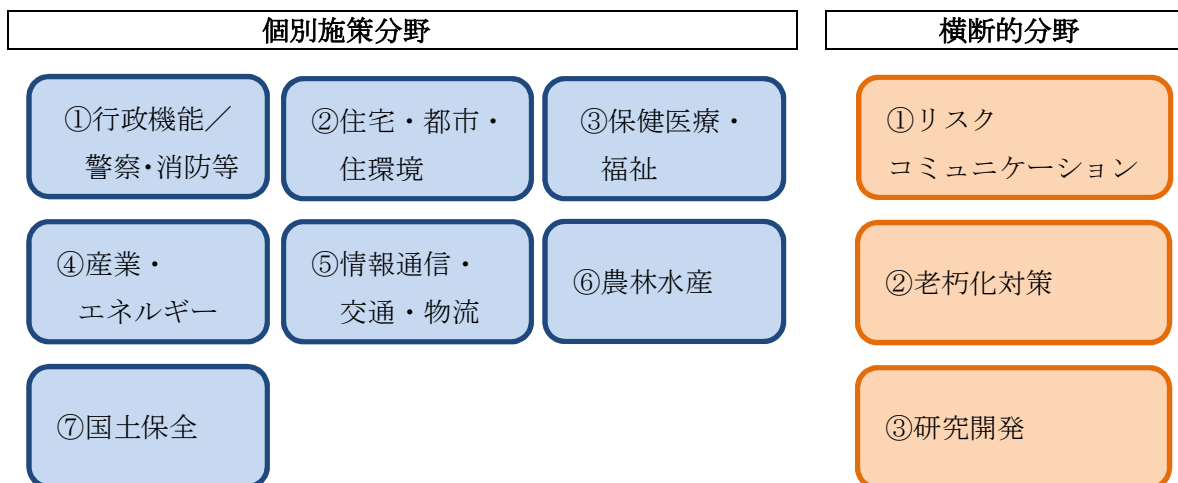 個別施策分野
①行政機能／
警察・消防等
②住宅・都市・
住環境
③保健医療・
福祉
④産業・
エネルギー
⑤情報通信・
交通・物流
⑥農林水産
⑦国土保全
横断的分野
①リスク
コミュニケーション
②老朽化対策
③研究開発